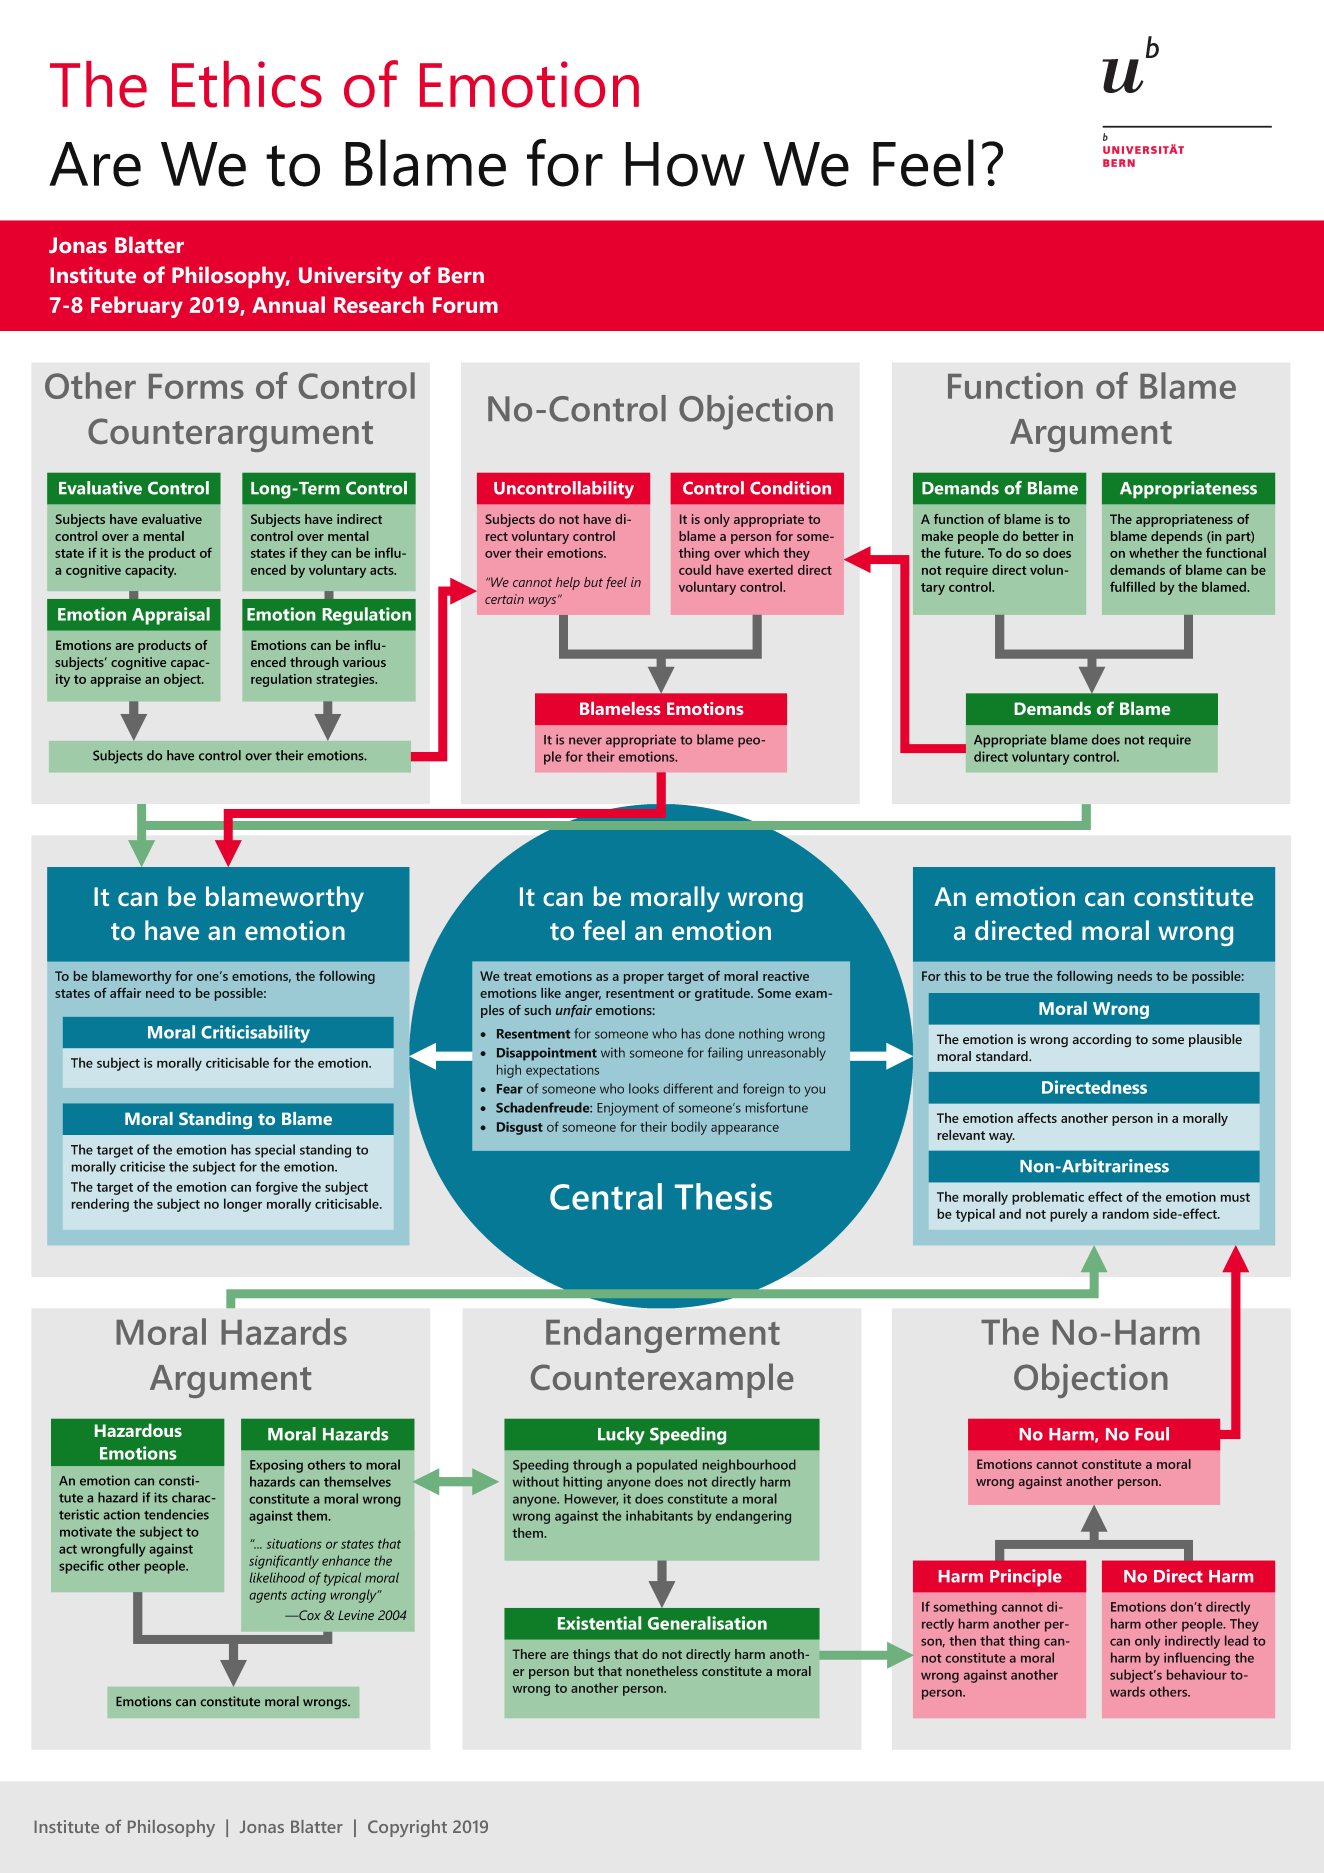 The Ethics of Emotion
Are We to Blame for How We Feel?
u b
b
UNIVERSITÄT
BERN
Jonas Blatter
Institute of Philosophy, University of Bern
7-8 February 2019, Annual Research Forum
Other Forms of Control
Counterargument
Evaluative Control
Subjects have evaluative
control over a mental
state if it is the product of
a cognitive capacity.
Long-Term Control
Subjects have indirect
control over mental
states if they can be influ-
enced by voluntary acts.
Emotion Appraisal
Emotions are products of
subjects' cognitive capac-
ity to appraise an object.
Emotion Regulation
Emotions can be influ-
enced through various
regulation strategies.
Subjects do have control over their emotions.
No-Control Objection
Uncontrollability
Subjects do not have di-
rect voluntary control
over their emotions.
"We cannot help but feel in
certain ways"
Control Condition
It is only appropriate to
blame a person for some-
thing over which they
could have exerted direct
voluntary control.
Blameless Emotions
It is never appropriate to blame peo-
ple for their emotions.
Function of Blame
Argument
Demands of Blame
A function of blame is to
make people do better in
the future. To do so does
not require direct volun-
tary control.
Appropriateness
The appropriateness of
blame depends (in part)
on whether the functional
demands of blame can be
fulfilled by the blamed.
Demands of Blame
Appropriate blame does not require
direct voluntary control.
It can be blameworthy
to have an emotion
To be blameworthy for one's emotions, the following
states of affair need to be possible:
Moral Criticisability
The subject is morally criticisable for the emotion.
Moral Standing to Blame
The target of the emotion has special standing to
morally criticise the subject for the emotion.
The target of the emotion can forgive the subject
rendering the subject no longer morally criticisable.
It can be morally wrong
to feel an emotion
We treat emotions as a proper target of moral reactive
emotions like anger, resentment or gratitude. Some exam-
ples of such unfair emotions:
• Resentment for someone who has done nothing wrong
• Disappointment with someone for failing unreasonably
high expectations
• Fear of someone who looks different and foreign to you
• Schadenfreude: Enjoyment of someone's misfortune
• Disgust of someone for their bodily appearance
Central Thesis
An emotion can constitute
a directed moral wrong
For this to be true the following needs to be possible:
Moral Wrong
The emotion is wrong according to some plausible
moral standard.
Directedness
The emotion affects another person in a morally
relevant way.
Non-Arbitrariness
The morally problematic effect of the emotion must
be typical and not purely a random side-effect.
Moral Hazards
Argument
Hazardous
Emotions
An emotion can consti-
tute a hazard if its charac-
teristic action tendencies
motivate the subject to
act wrongfully against
specific other people.
Moral Hazards
Exposing others to moral
hazards can themselves
constitute a moral wrong
against them.
"... situations or states that
significantly enhance the
likelihood of typical moral
agents acting wrongly"
—Cox & Levine 2004
Emotions can constitute moral wrongs.
Endangerment
Counterexample
Lucky Speeding
Speeding through a populated neighbourhood
without hitting anyone does not directly harm
anyone. However, it does constitute a moral
wrong against the inhabitants by endangering
them.
Existential Generalisation
There are things that do not directly harm anoth-
er person but that nonetheless constitute a moral
wrong to another person.
The No-Harm
Objection
No Harm, No Foul
Emotions cannot constitute a moral
wrong against another person.
Harm Principle
If something cannot di-
rectly harm another per-
son, then that thing can-
not constitute a moral
wrong against another
person.
No Direct Harm
Emotions don't directly
harm other people. They
can only indirectly lead to
harm by influencing the
subject's behaviour to-
wards others.
Institute of Philosophy | Jonas Blatter | Copyright 2019